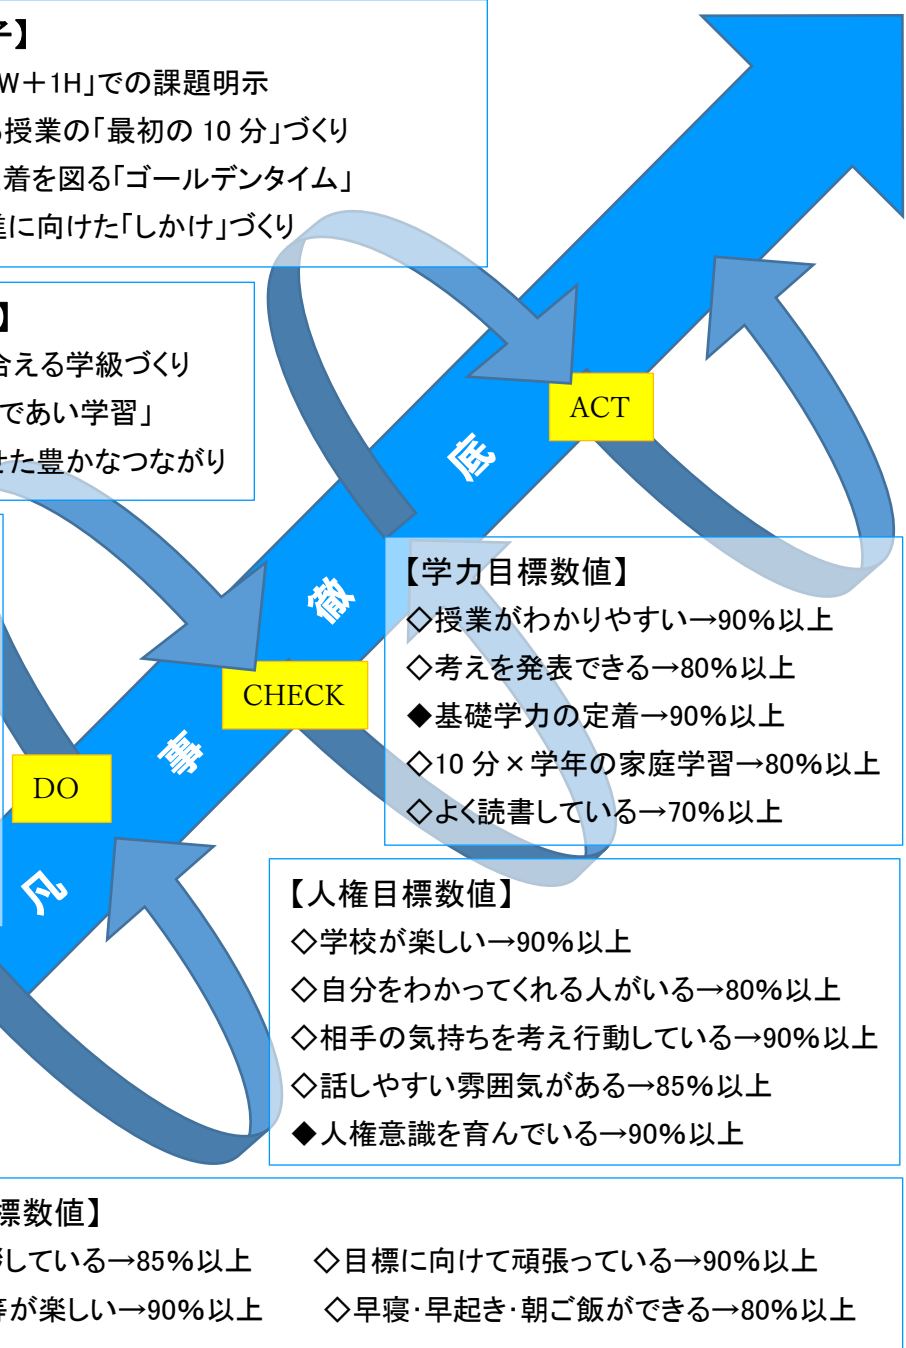 子】
W＋1H」での課題明示
る授業の「最初の 10 分」づくり
着を図る「ゴールデンタイム」
進に向けた「しかけ」づくり
】
合える学級づくり
であい学習」
せた豊かなつながり
ACT
底
徹
CHECK
事
DO
凡
【学力目標数値】
◇授業がわかりやすい→90％以上
◇考えを発表できる→80％以上
◆基礎学力の定着→90％以上
◇10 分×学年の家庭学習→80％以上
◇よく読書している→70％以上
【人権目標数値】
◇学校が楽しい→90％以上
◇自分をわかってくれる人がいる→80％以上
◇相手の気持ちを考え行動している→90％以上
◇話しやすい雰囲気がある→85％以上
◆人権意識を育んでいる→90％以上
標数値】
している→85％以上　◇目標に向けて頑張っている→90％以上
等が楽しい→90％以上　◇早寝・早起き・朝ご飯ができる→80％以上